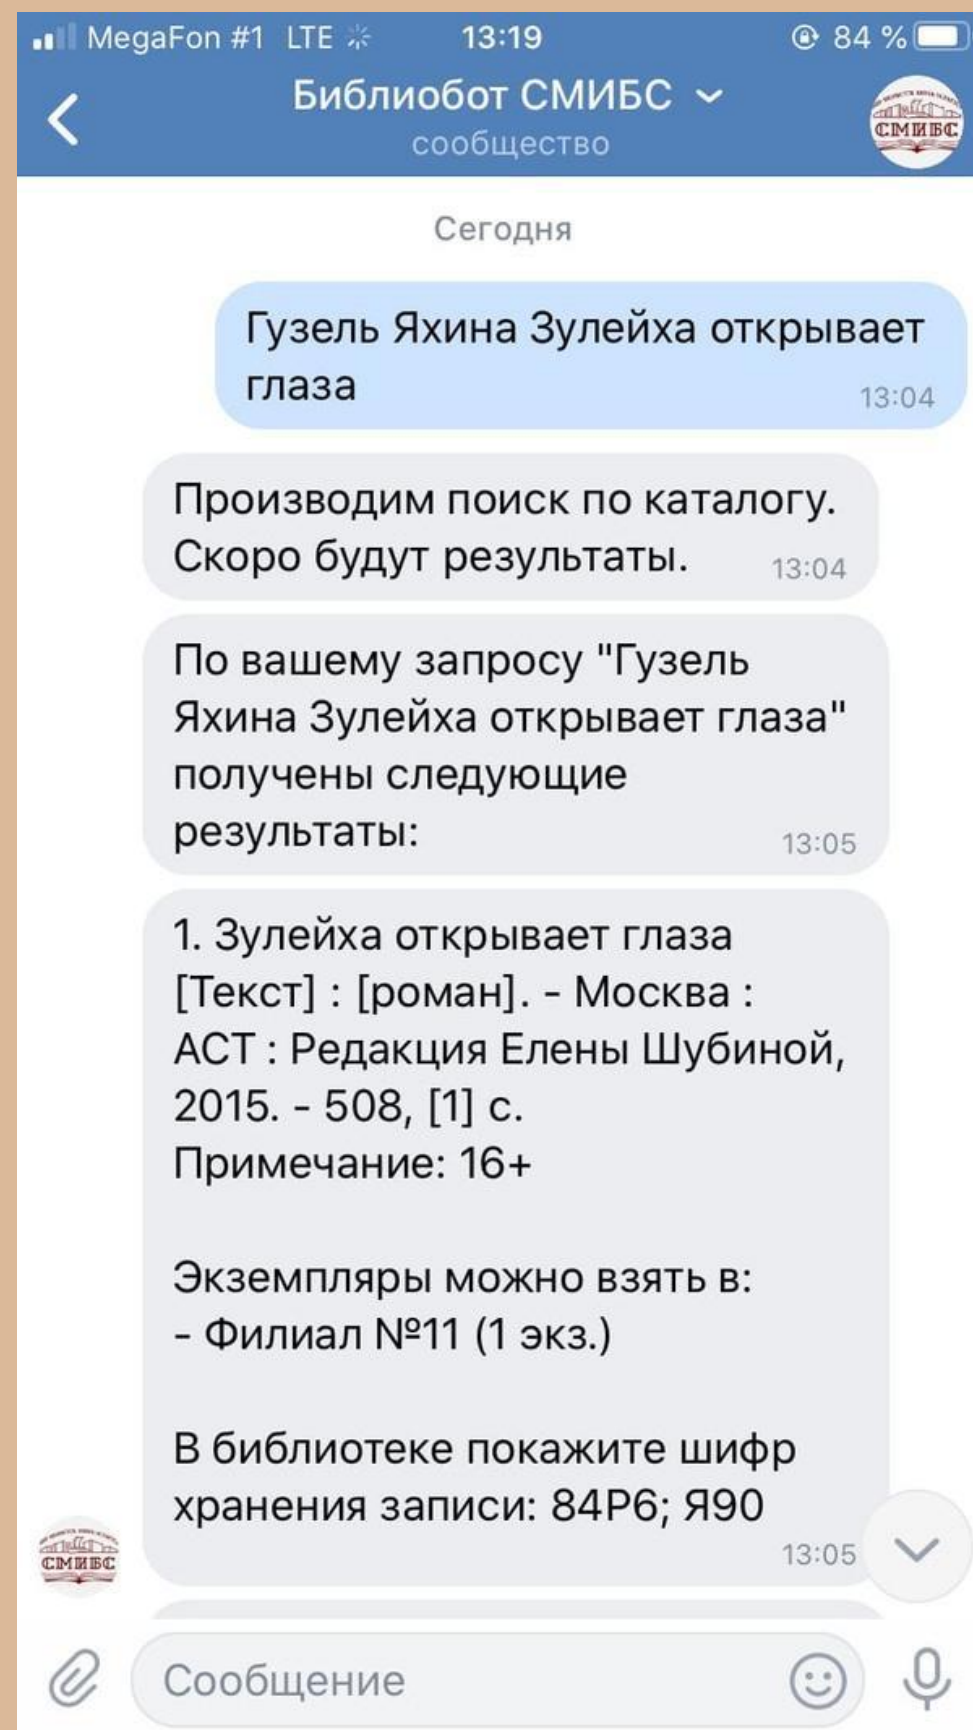 MegaFon #1 LTE 13:19 84 %
Библиобот СМИБС
сообщество
СМИБС
Сегодня
Гузель Яхина Зулейха открывает
глаза
13:04
Производим поиск по каталогу.
Скоро будут результаты. 13:04
По вашему запросу "Гузель
Яхина Зулейха открывает глаза"
получены следующие
результаты: 13:05
1. Зулейха открывает глаза
[Текст] : [роман]. - Москва :
АСТ : Редакция Елены Шубиной,
2015. - 508, [1] с.
Примечание: 16+
Экземпляры можно взять в:
- Филиал №11 (1 экз.)
В библиотеке покажите шифр
хранения записи: 84Р6; Я90
13:05
СМИБС
Сообщение